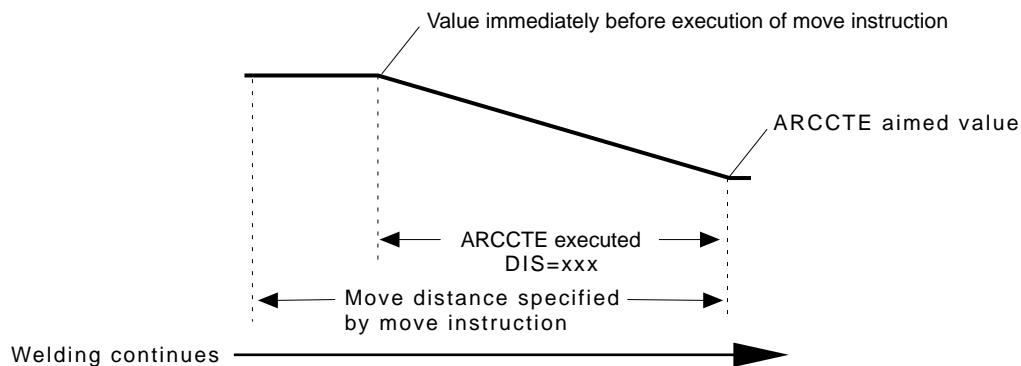 Value immediately before execution of move instruction
ARCCTE aimed value
ARCCTE executed
DIS=xxx
Move distance specified
by move instruction
Welding continues